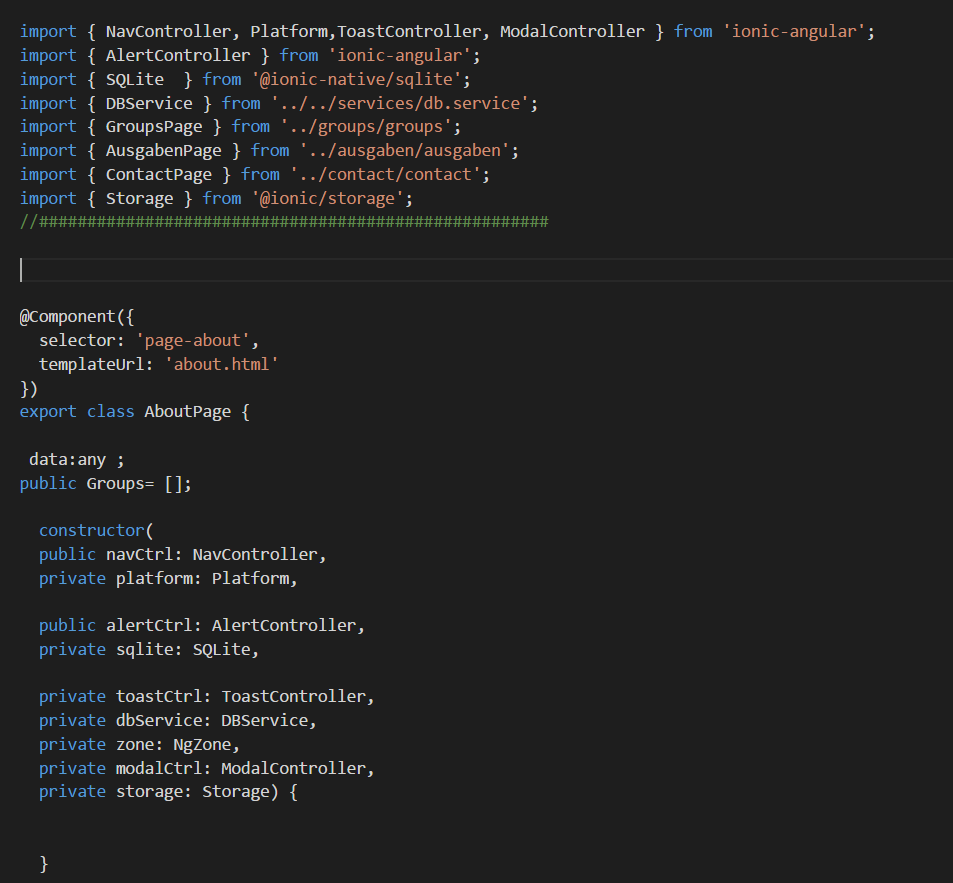 import { NavController, Platform,ToastController, ModalController } from 'ionic-angular';
import { AlertController } from 'ionic-angular';
import { SQLite  } from '@ionic-native/sqlite';
import { DBService } from '../../services/db.service';
import { GroupsPage } from '../groups/groups';
import { AusgabenPage } from '../ausgaben/ausgaben';
import { ContactPage } from '../contact/contact';
import { Storage } from '@ionic/storage';
//#####################################################
@Component({
  selector: 'page-about',
  templateUrl: 'about.html'
})
export class AboutPage {
 data:any ;
public Groups= [];
  constructor(
  public navCtrl: NavController,
  private platform: Platform,
  public alertCtrl: AlertController,
  private sqlite: SQLite,
  private toastCtrl: ToastController,
  private dbService: DBService,
  private zone: NgZone,
  private modalCtrl: ModalController,
  private storage: Storage) {
  }